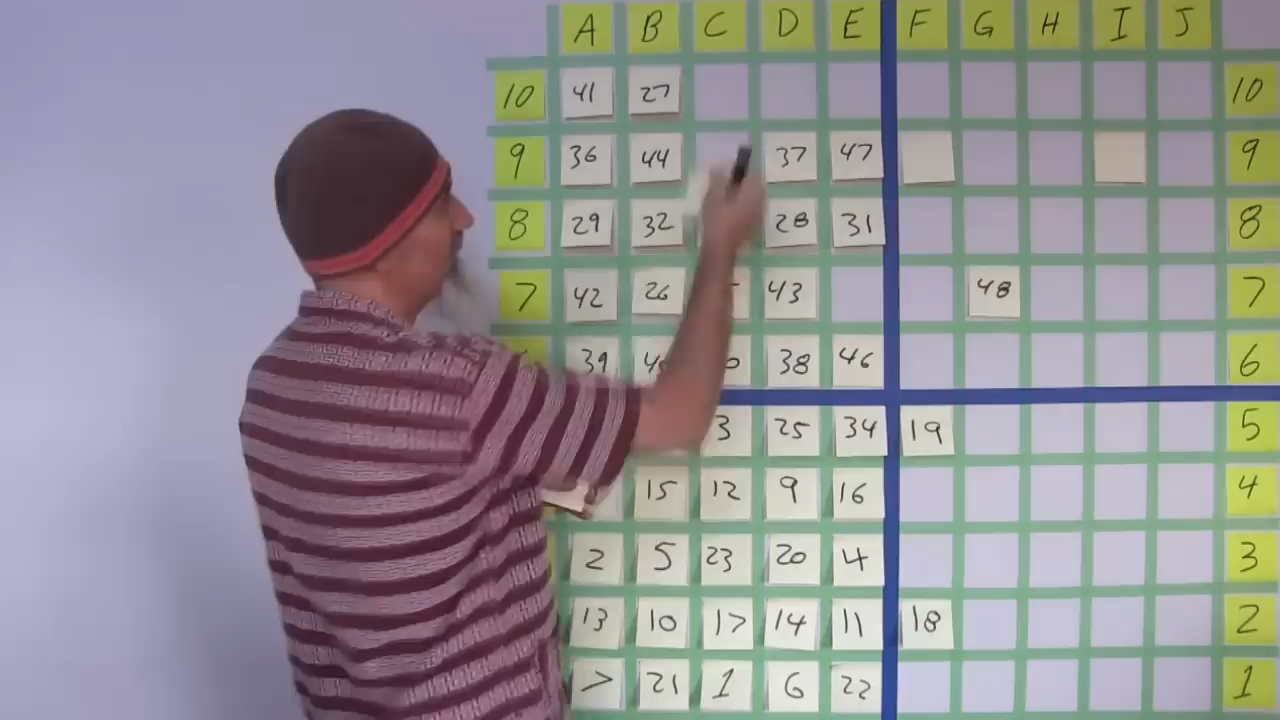 A B C D E F G H I J
10 41 27 10
9 36 44 37 47 9
8 29 32 28 31 8
7 42 26 43 48 7
39 38 46 6
25 34 19 5
15 12 9 16 4
2 5 23 20 4 3
13 10 17 14 11 18 2
> 21 1 6 22 1